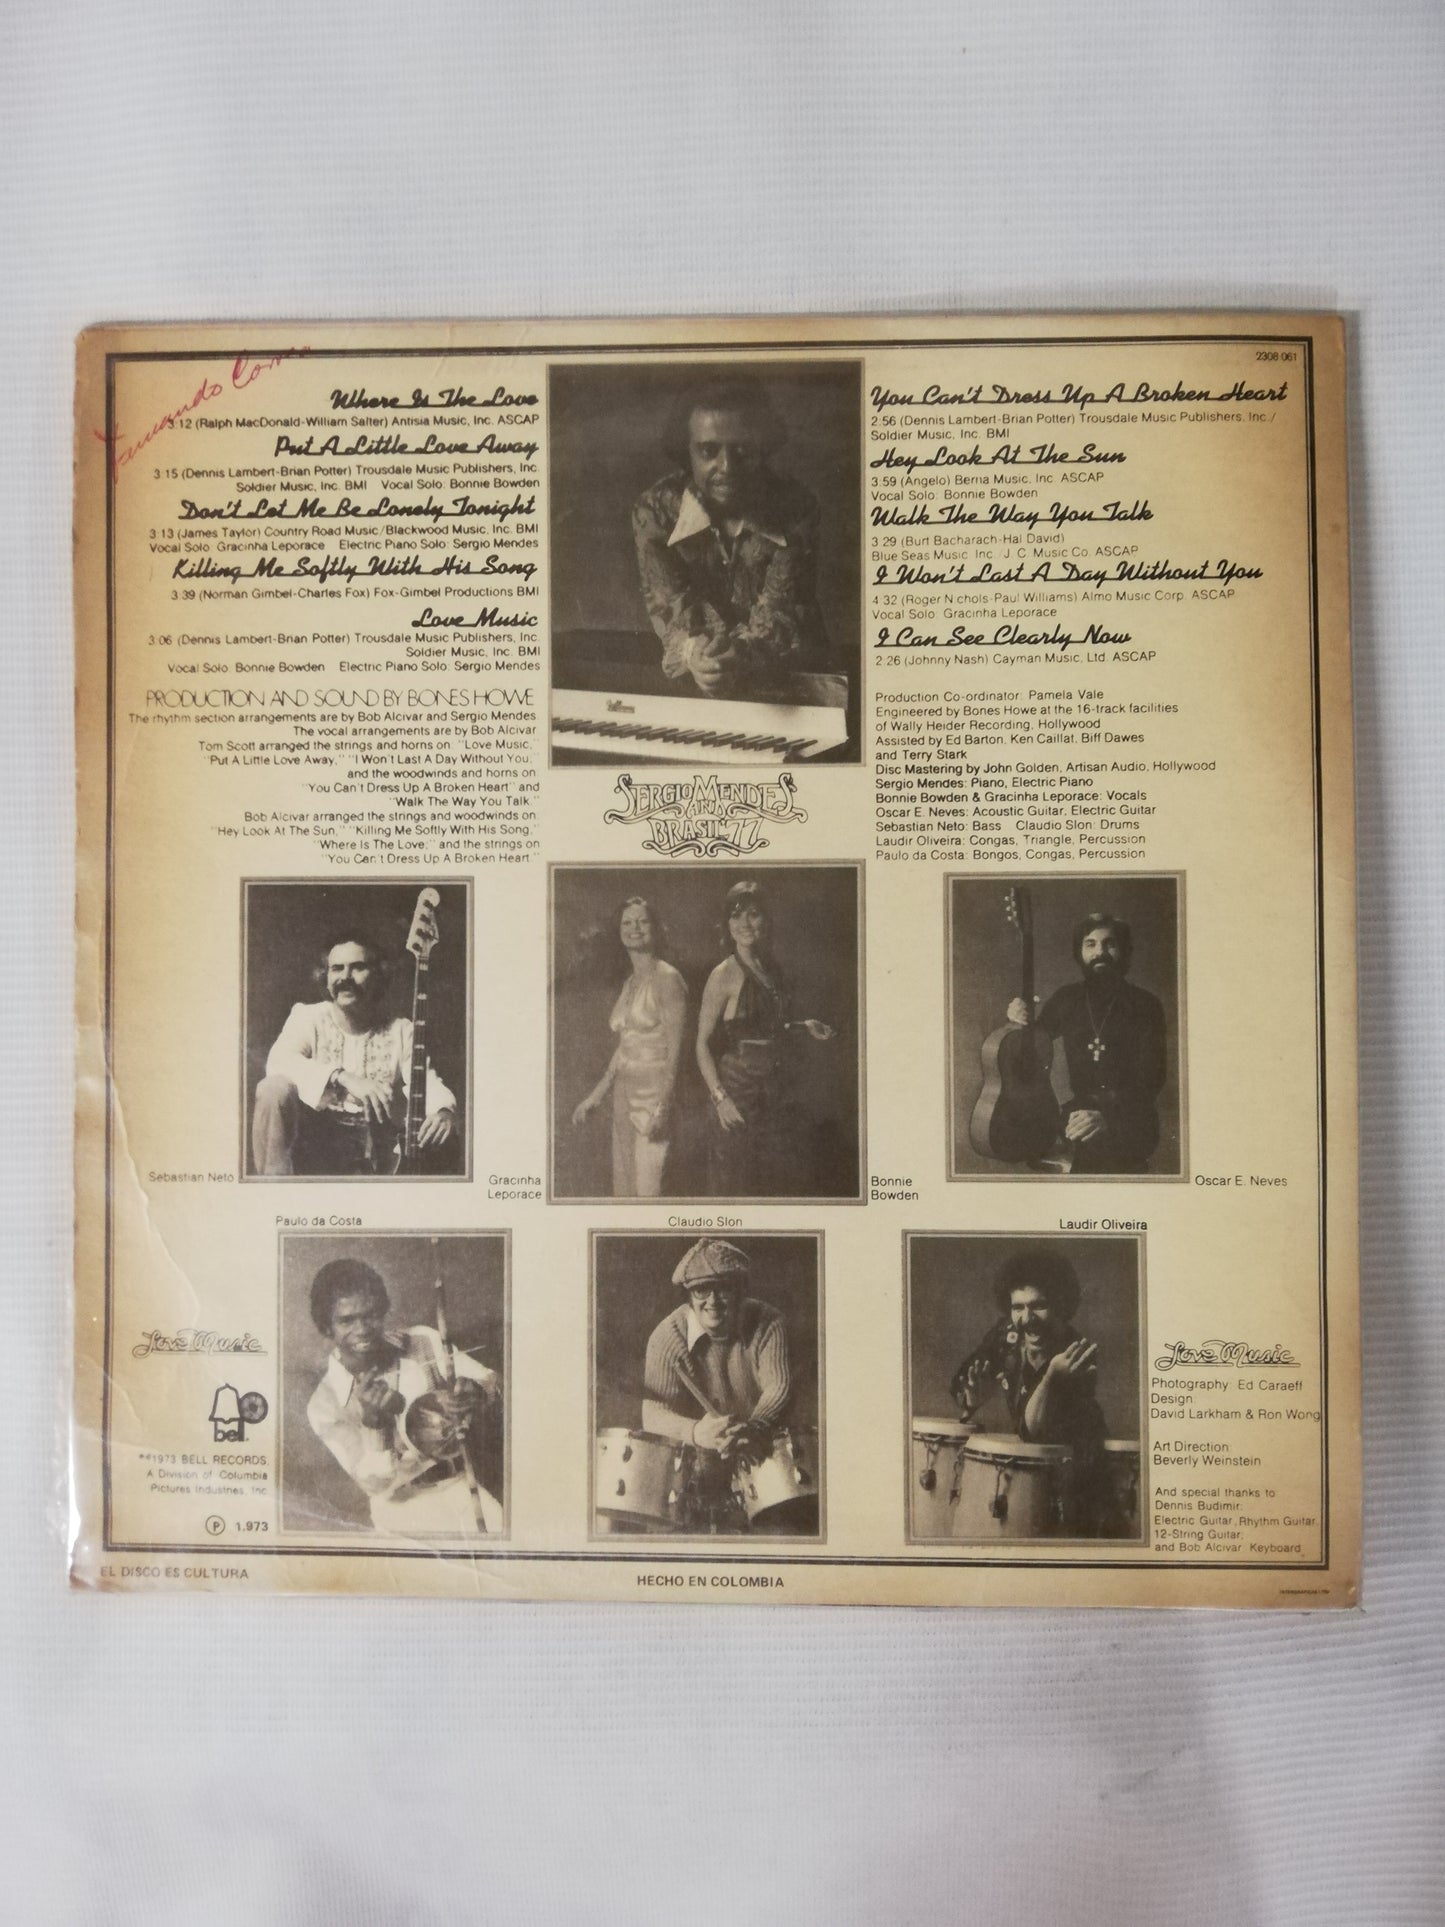 Fernando
2308 061
Where Is The Love
3:12 (Ralph MacDonald-William Salter) Antisia Music, Inc. ASCAP
Put A Little Love Away
3:15 (Dennis Lambert-Brian Potter) Trousdale Music Publishers, Inc.
Soldier Music, Inc. BMI Vocal Solo: Bonnie Bowden
Don't Let Me Be Lonely Tonight
3:13 (James Taylor) Country Road Music/Blackwood Music, Inc. BMI
Vocal Solo: Gracinha Leporace Electric Piano Solo: Sergio Mendes
Killing Me Softly With His Song
3:39 (Norman Gimbel-Charles Fox) Fox-Gimbel Productions BMI
Love Music
3:06 (Dennis Lambert-Brian Potter) Trousdale Music Publishers, Inc.
Soldier Music, Inc. BMI
Vocal Solo: Bonnie Bowden Electric Piano Solo: Sergio Mendes
PRODUCTION AND SOUND BY BONES HOWE
The rhythm section arrangements are by Bob Alcivar and Sergio Mendes
The vocal arrangements are by Bob Alcivar
Tom Scott arranged the strings and horns on: "Love Music,"
"Put A Little Love Away," "I Won't Last A Day Without You,"
and the woodwinds and horns on:
"You Can't Dress Up A Broken Heart" and
"Walk The Way You Talk."
Bob Alcivar arranged the strings and woodwinds on:
"Hey Look At The Sun," "Killing Me Softly With His Song,"
"Where Is The Love;" and the strings on
"You Can't Dress Up A Broken Heart."
You Can't Dress Up A Broken Heart
2:56 (Dennis Lambert-Brian Potter) Trousdale Music Publishers, Inc./
Soldier Music, Inc. BMI
Hey Look At The Sun
3:59 (Angelo) Berna Music, Inc. ASCAP
Vocal Solo: Bonnie Bowden
Walk The Way You Talk
3:29 (Burt Bacharach-Hal David)
Blue Seas Music, Inc./J. C. Music Co. ASCAP
I Won't Last A Day Without You
4:32 (Roger Nichols-Paul Williams) Almo Music Corp. ASCAP
Vocal Solo: Gracinha Leporace
I Can See Clearly Now
2:26 (Johnny Nash) Cayman Music, Ltd. ASCAP
Production Co-ordinator: Pamela Vale
Engineered by Bones Howe at the 16-track facilities
of Wally Heider Recording, Hollywood
Assisted by Ed Barton, Ken Caillat, Biff Dawes
and Terry Stark
Disc Mastering by John Golden, Artisan Audio, Hollywood
Sergio Mendes: Piano, Electric Piano
Bonnie Bowden & Gracinha Leporace: Vocals
Oscar E. Neves: Acoustic Guitar, Electric Guitar
Sebastian Neto: Bass Claudio Slon: Drums
Laudir Oliveira: Congas, Triangle, Percussion
Paulo da Costa: Bongos, Congas, Percussion
SERGIO MENDES
AND
BRASIL '77
Sebastian Neto
Gracinha
Leporace
Bonnie
Bowden
Oscar E. Neves
Paulo da Costa
Claudio Slon
Laudir Oliveira
Love Music
bell
1973 BELL RECORDS,
A Division of Columbia
Pictures Industries, Inc.
Ⓟ 1.973
Love Music
Photography: Ed Caraeff
Design:
David Larkham & Ron Wong
Art Direction
Beverly Weinstein
And special thanks to
Dennis Budimir:
Electric Guitar, Rhythm Guitar,
12-String Guitar;
and Bob Alcivar: Keyboard
EL DISCO ES CULTURA
HECHO EN COLOMBIA